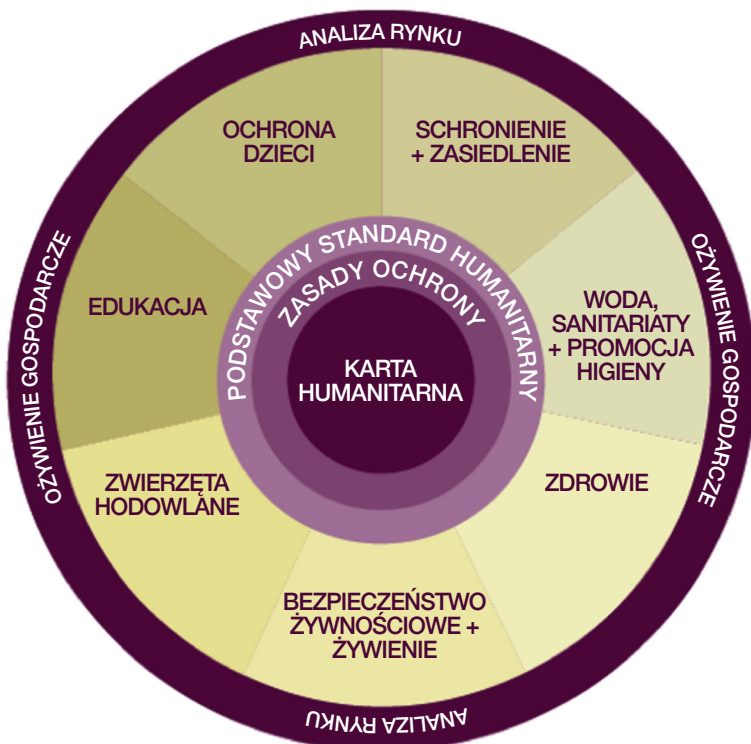 ANALIZA RYNKU
OCHRONA
DZIECI
SCHRONIENIE
+ ZASIEDLENIE
OŻYWIENIE GOSPODARCZE
EDUKACJA
PODSTAWOWY STANDARD HUMANITARNY
ZASADY OCHRONY
KARTA
HUMANITARNA
WODA,
SANITARIATY
+ PROMOCJA
HIGIENY
OŻYWIENIE GOSPODARCZE
ZWIERZĘTA
HODOWLANE
ZDROWIE
BEZPIECZEŃSTWO
ŻYWNOŚCIOWE +
ŻYWIENIE
ANALIZA RYNKU